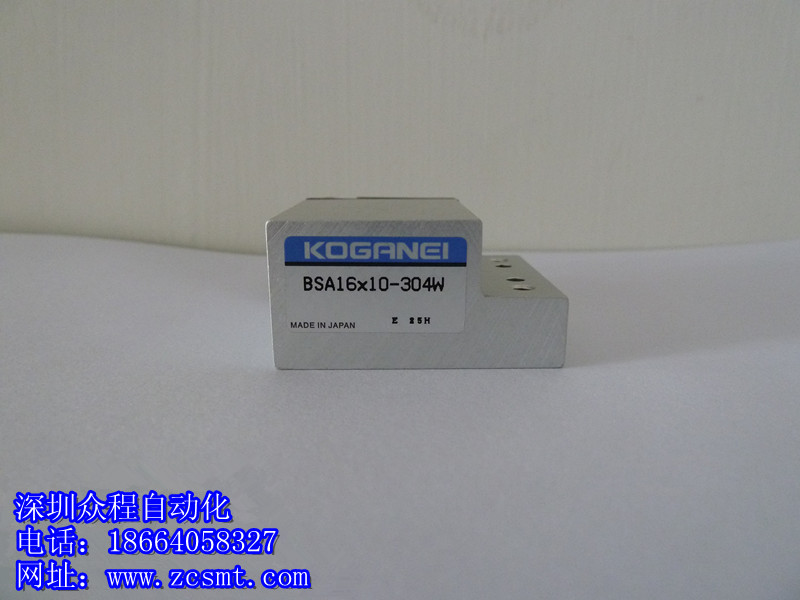 KOGANEI
BSA16x10-304W
MADE IN JAPAN E 25H
深圳众程自动化
电话：18664058327
网址：www.zcsmt.com